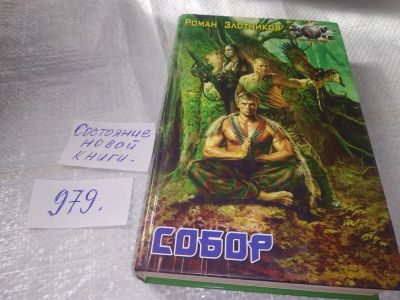 Роман Злотников
СОБОР
Состояние
новой
книги.
979.